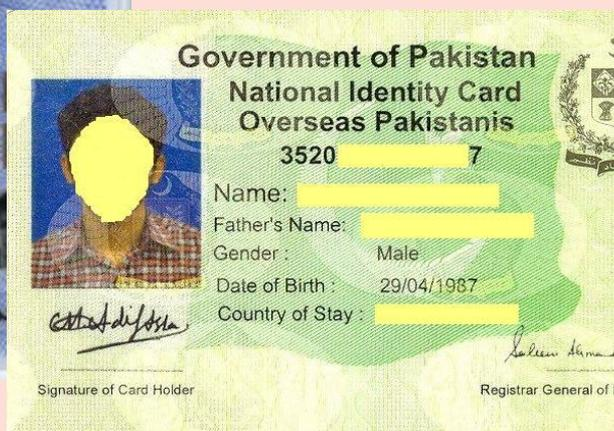 Government of Pakistan
National Identity Card
Overseas Pakistanis
3520 7
Name:
Father's Name:
Gender : Male
Date of Birth : 29/04/1987
Country of Stay :
Signature of Card Holder
Registrar General of